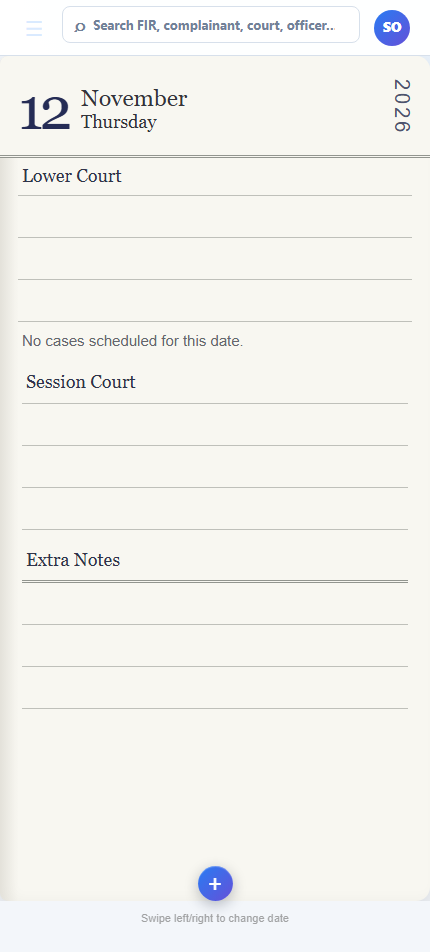 Search FIR, complainant, court, officer..
SO
12
November
Thursday
2026
Lower Court
No cases scheduled for this date.
Session Court
Extra Notes
+
Swipe left/right to change date